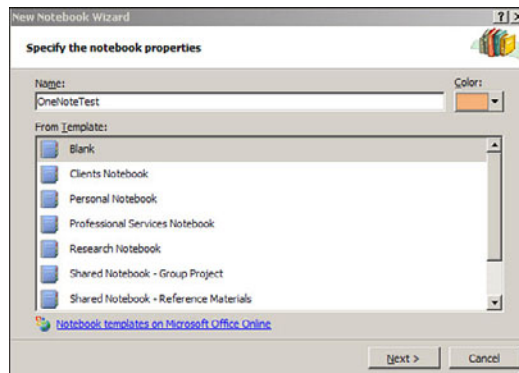 New Notebook Wizard
Specify the notebook properties
Name:
Color:
OneNoteTest
From Template:
Blank
Clients Notebook
Personal Notebook
Professional Services Notebook
Research Notebook
Shared Notebook - Group Project
Shared Notebook - Reference Materials
Notebook templates on Microsoft Office Online
Next >
Cancel